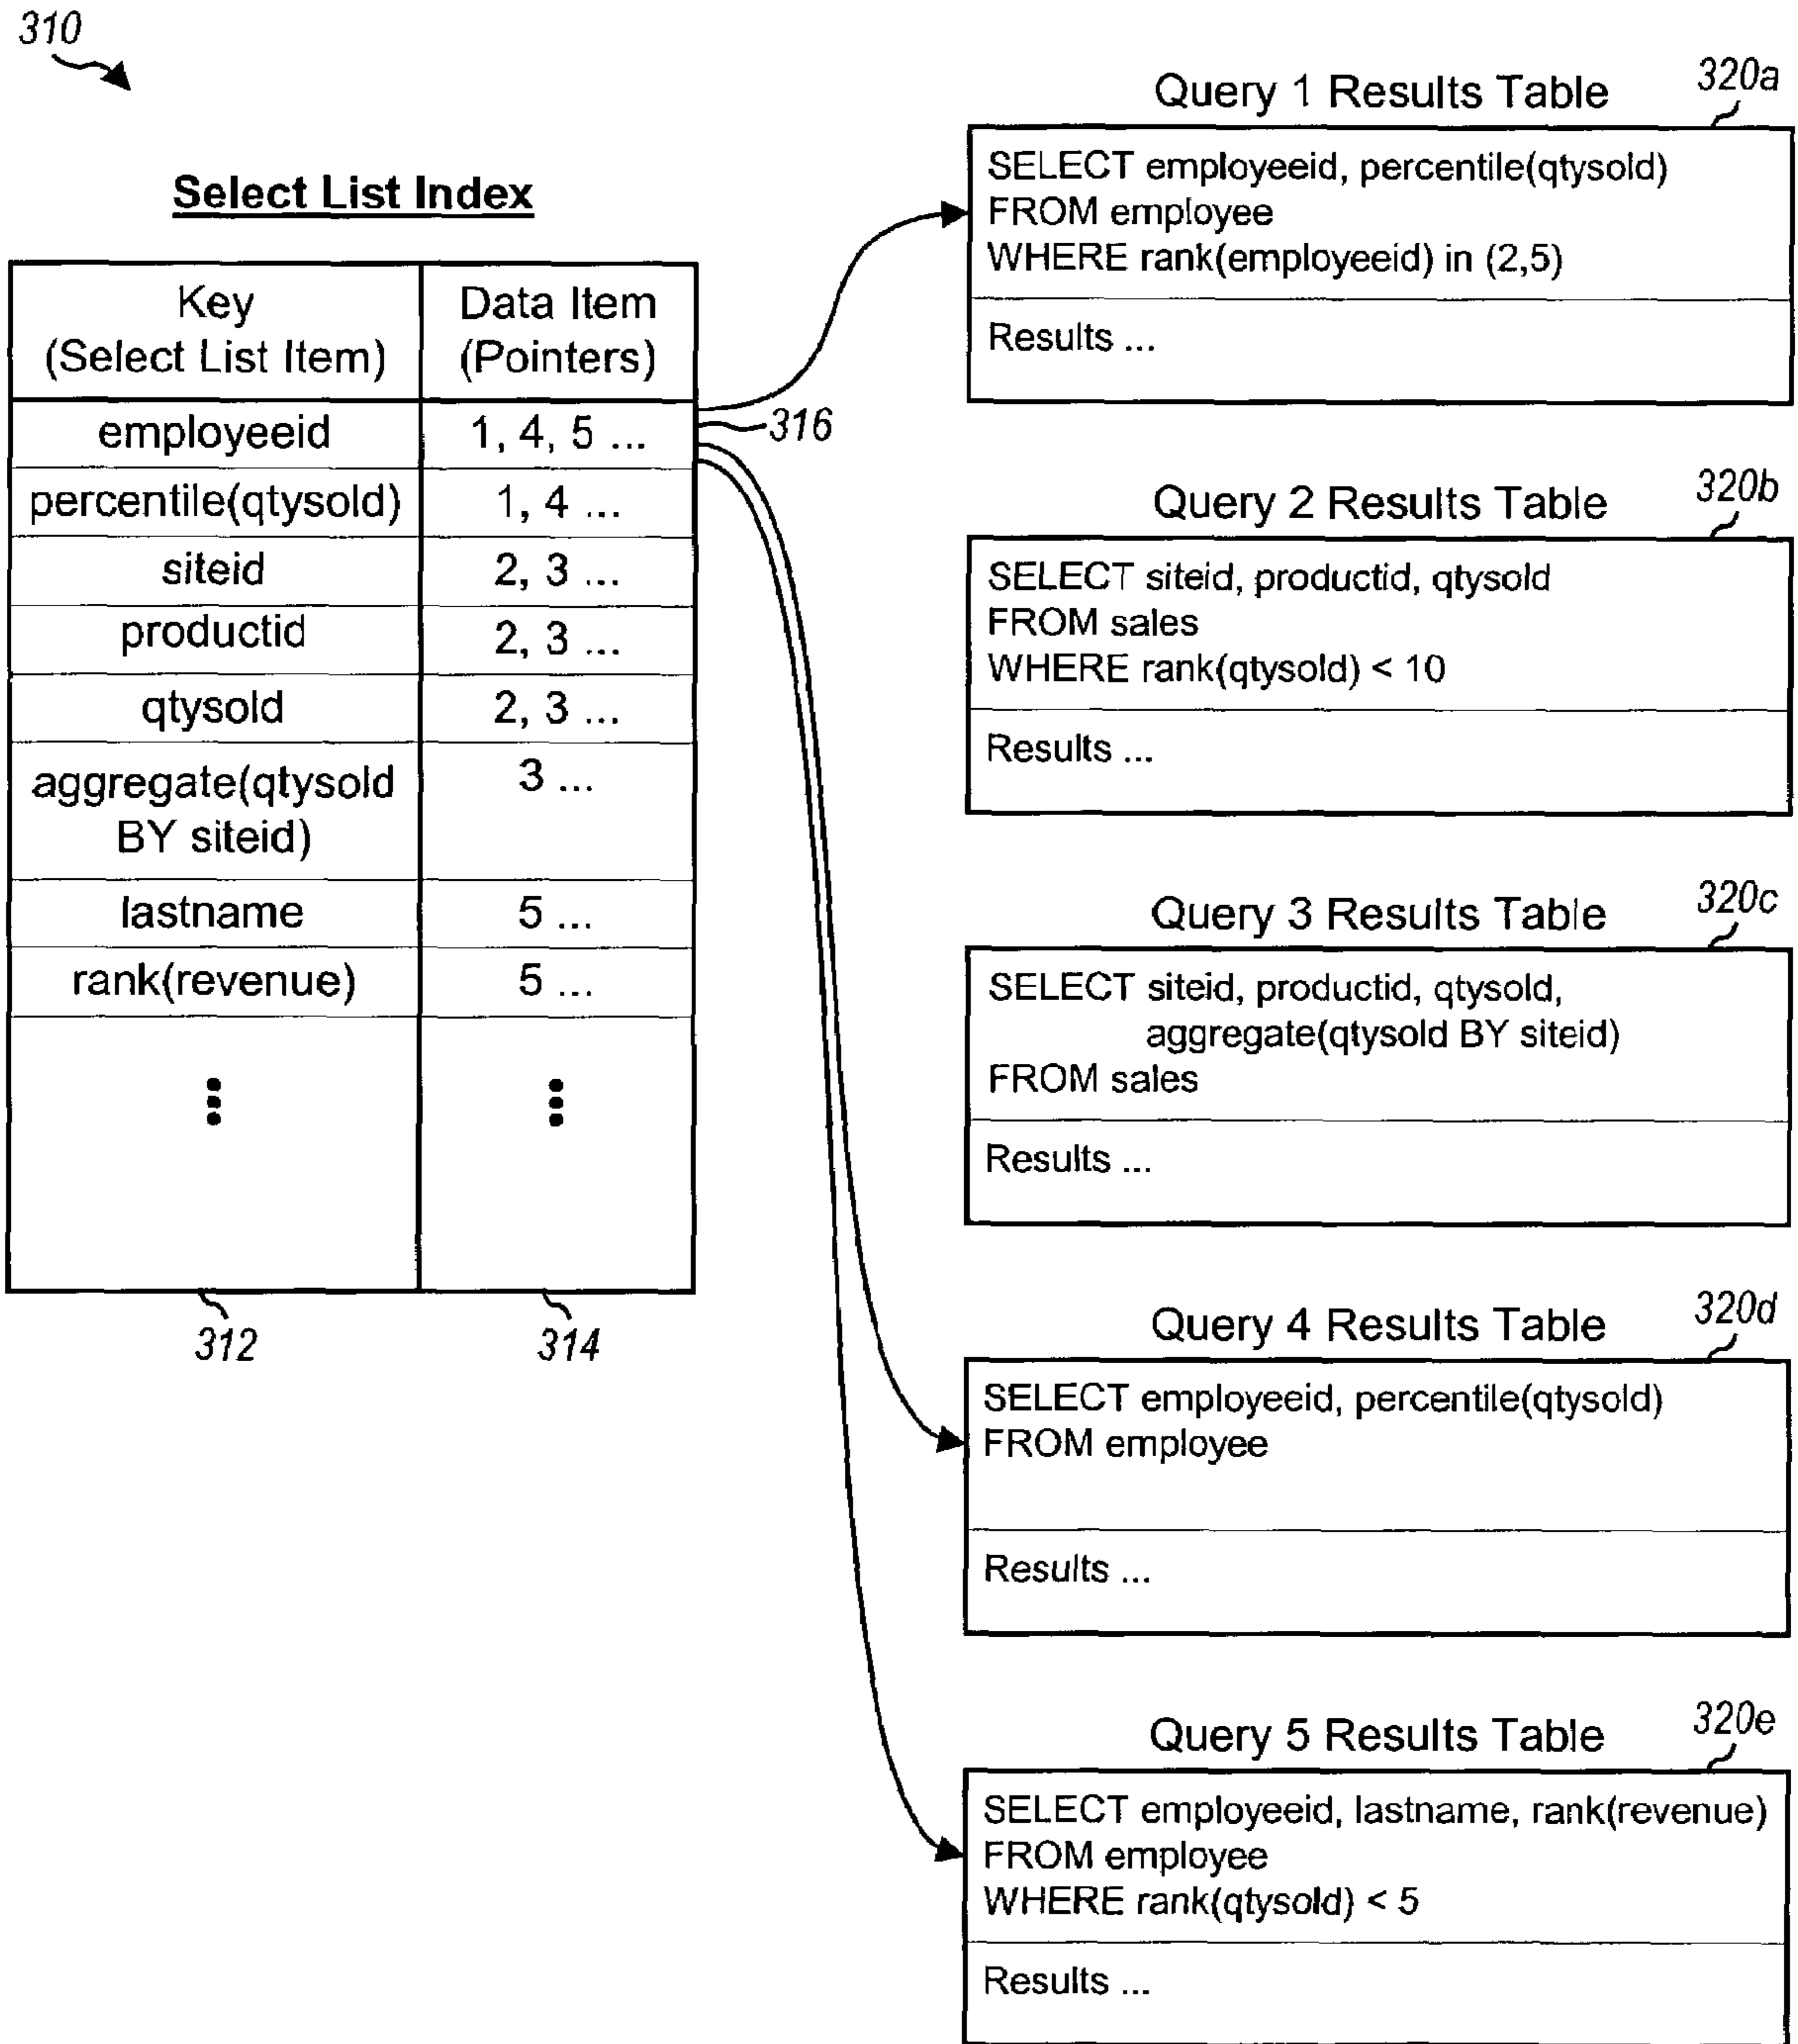 310
Select List Index
Key
(Select List Item)
Data Item
(Pointers)
employeeid
1, 4, 5 ...
316
percentile(qtysold)
1, 4 ...
siteid
2, 3 ...
productid
2, 3 ...
qtysold
2, 3 ...
aggregate(qtysold
BY siteid)
3 ...
lastname
5 ...
rank(revenue)
5 ...
312
314
Query 1 Results Table
320a
SELECT employeeid, percentile(qtysold)
FROM employee
WHERE rank(employeeid) in (2,5)
Results ...
Query 2 Results Table
320b
SELECT siteid, productid, qtysold
FROM sales
WHERE rank(qtysold) < 10
Results ...
Query 3 Results Table
320c
SELECT siteid, productid, qtysold,
aggregate(qtysold BY siteid)
FROM sales
Results ...
Query 4 Results Table
320d
SELECT employeeid, percentile(qtysold)
FROM employee
Results ...
Query 5 Results Table
320e
SELECT employeeid, lastname, rank(revenue)
FROM employee
WHERE rank(qtysold) < 5
Results ...